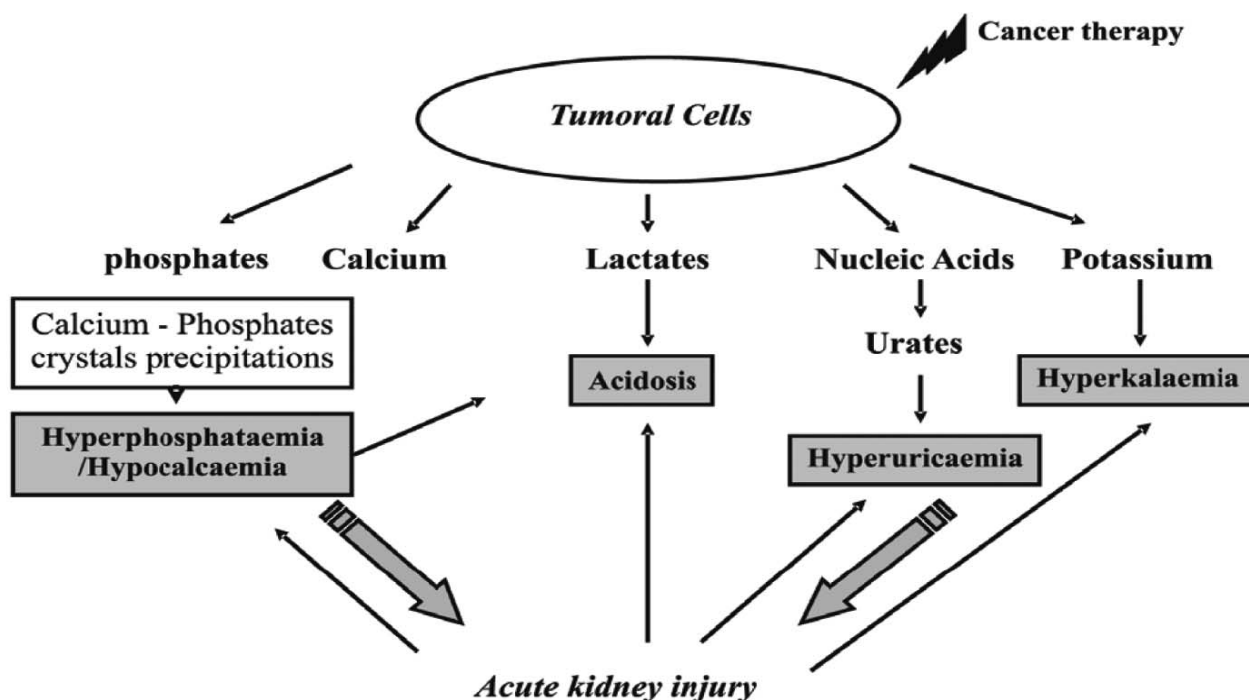 Cancer therapy
Tumoral Cells
phosphates
Calcium
Lactates
Nucleic Acids
Potassium
Calcium - Phosphates
crystals precipitations
Urates
Acidosis
Hyperkalaemia
Hyperphosphataemia
/Hypocalcaemia
Hyperuricaemia
Acute kidney injury